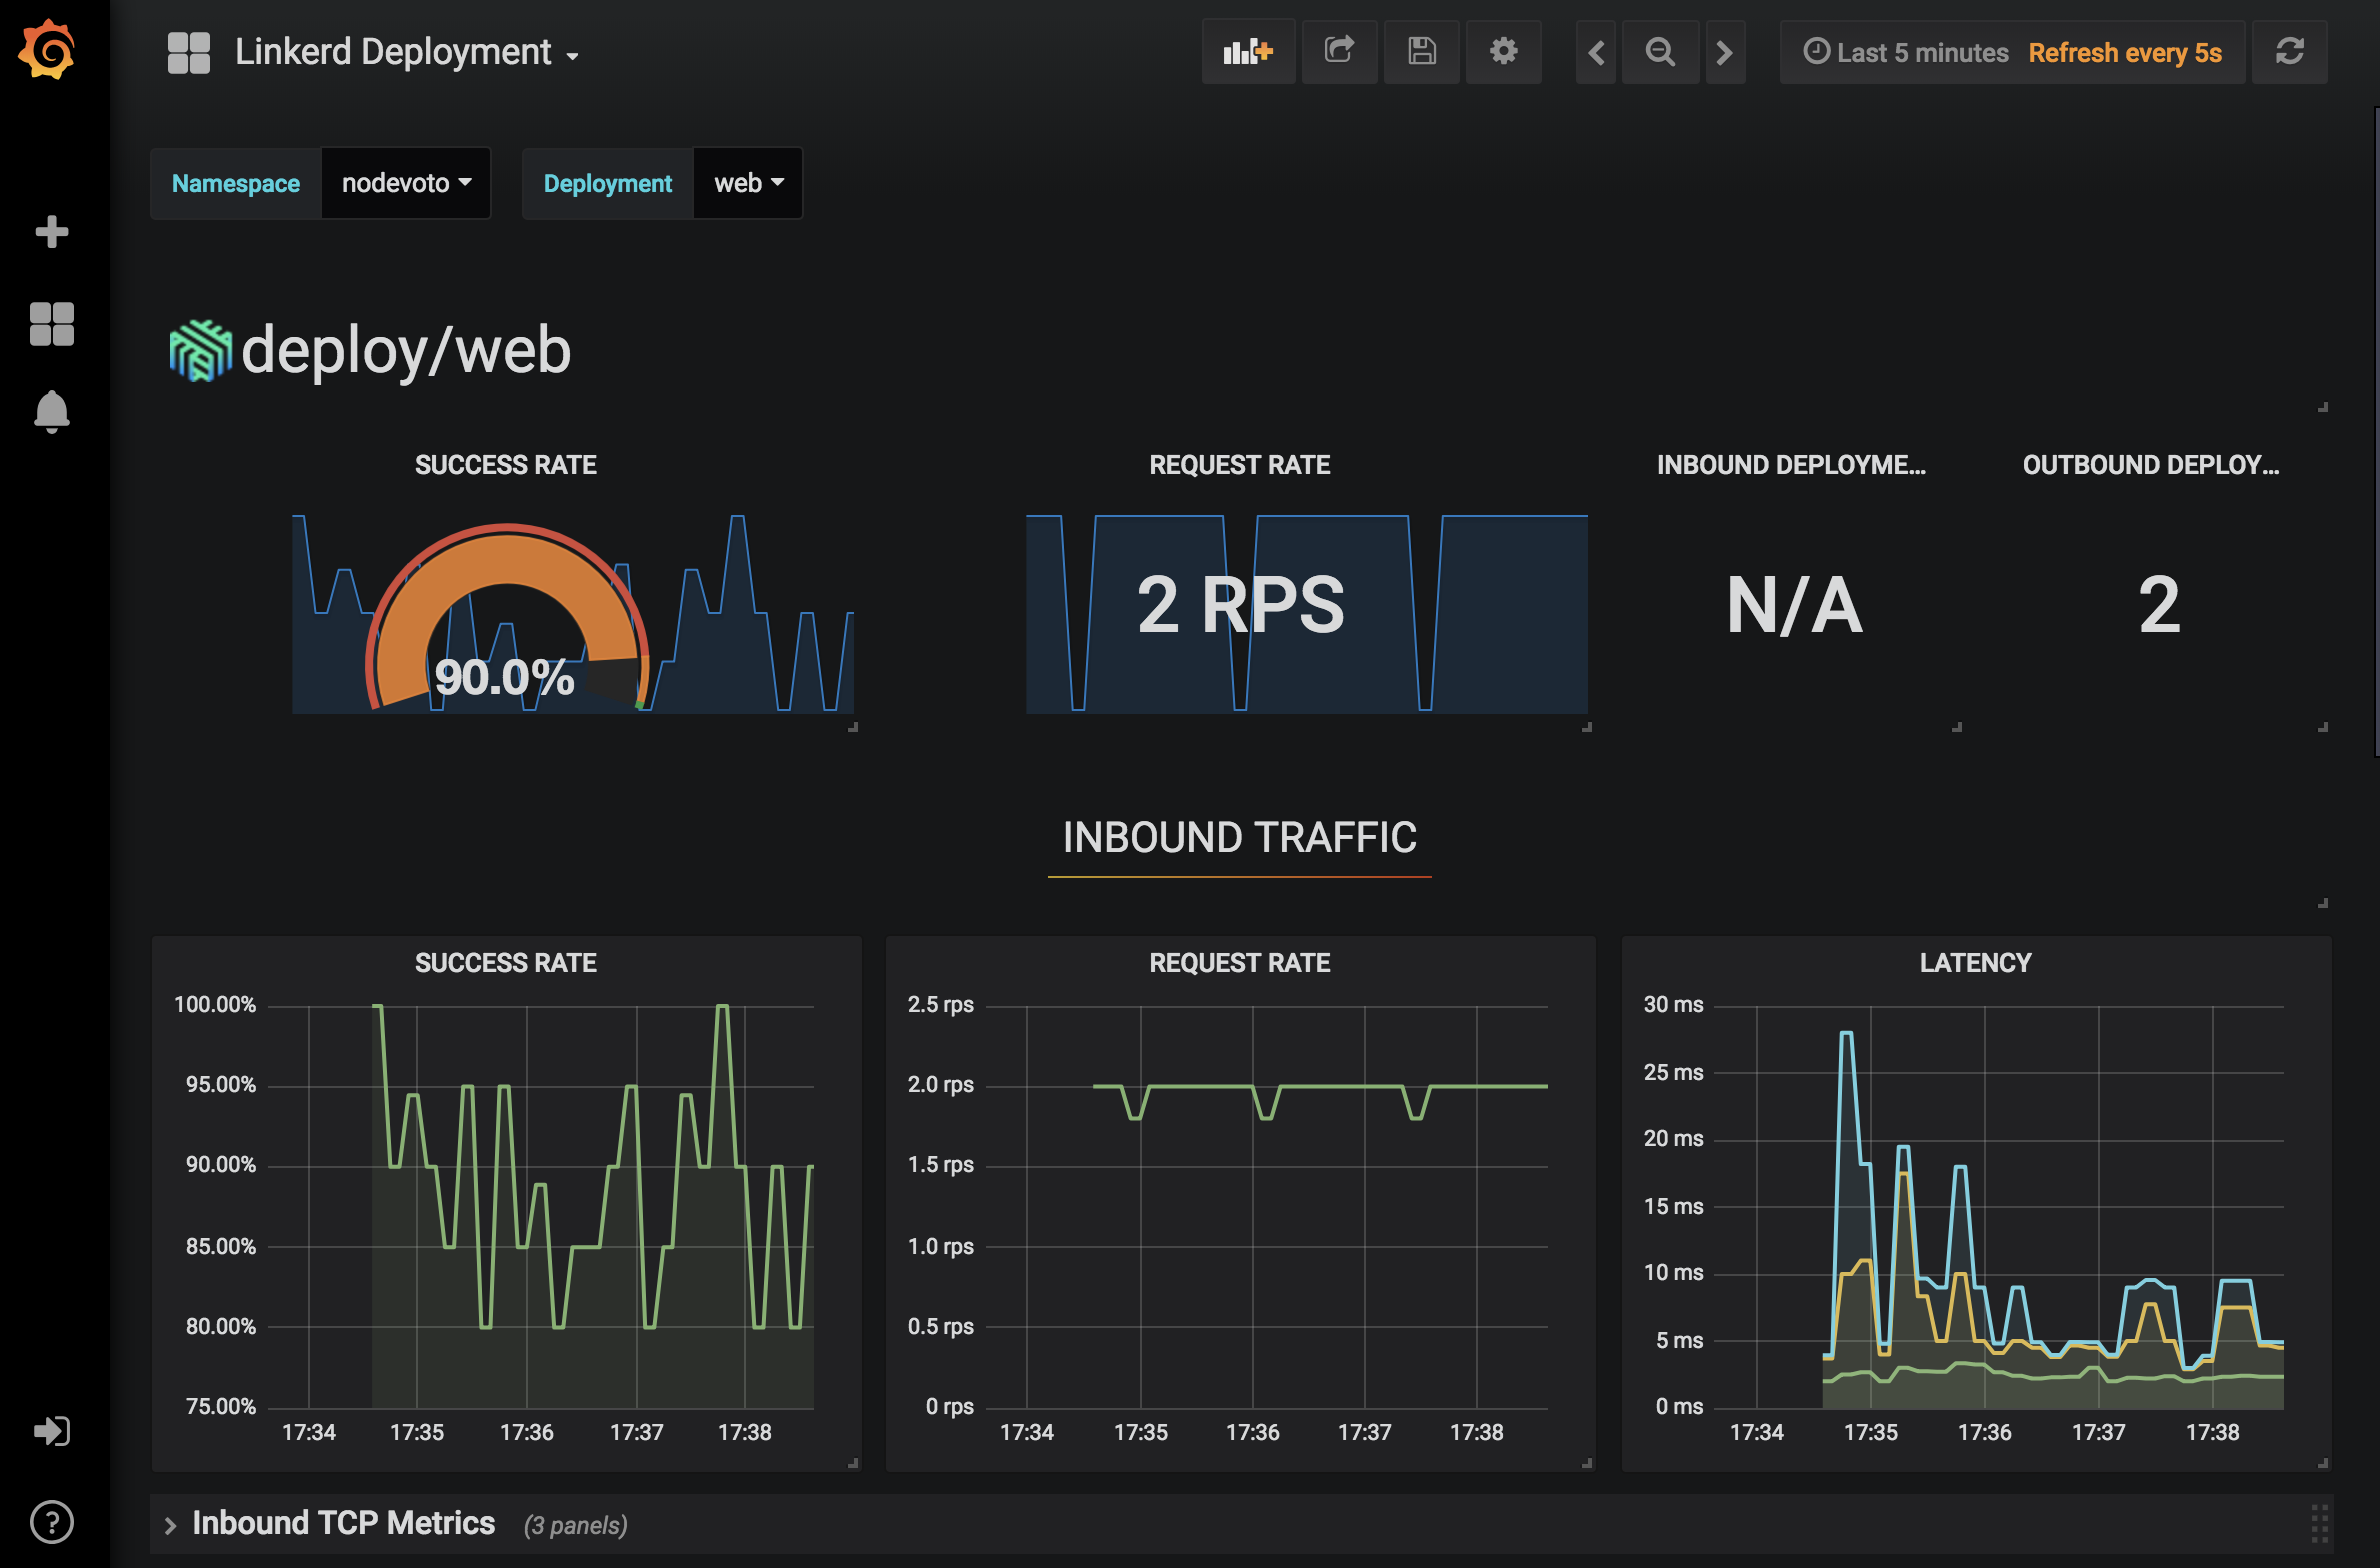 Linkerd Deployment
Last 5 minutes Refresh every 5s
Namespace nodevoto Deployment web
deploy/web
SUCCESS RATE
90.0%
REQUEST RATE
2 RPS
INBOUND DEPLOYME...
N/A
OUTBOUND DEPLOY...
2
INBOUND TRAFFIC
SUCCESS RATE
100.00%
95.00%
90.00%
85.00%
80.00%
75.00%
17:34 17:35 17:36 17:37 17:38
REQUEST RATE
2.5 rps
2.0 rps
1.5 rps
1.0 rps
0.5 rps
0 rps
17:34 17:35 17:36 17:37 17:38
LATENCY
30 ms
25 ms
20 ms
15 ms
10 ms
5 ms
0 ms
17:34 17:35 17:36 17:37 17:38
Inbound TCP Metrics (3 panels)